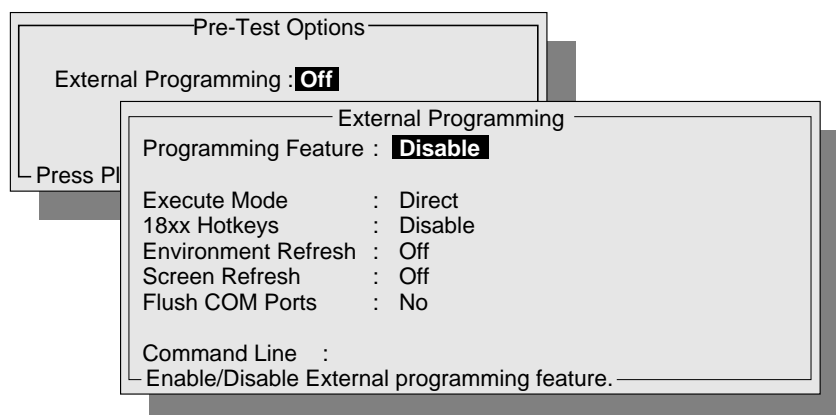 Pre-Test Options
External Programming : Off
Press Pl
External Programming
Programming Feature : Disable
Execute Mode : Direct
18xx Hotkeys : Disable
Environment Refresh : Off
Screen Refresh : Off
Flush COM Ports : No
Command Line :
Enable/Disable External programming feature.